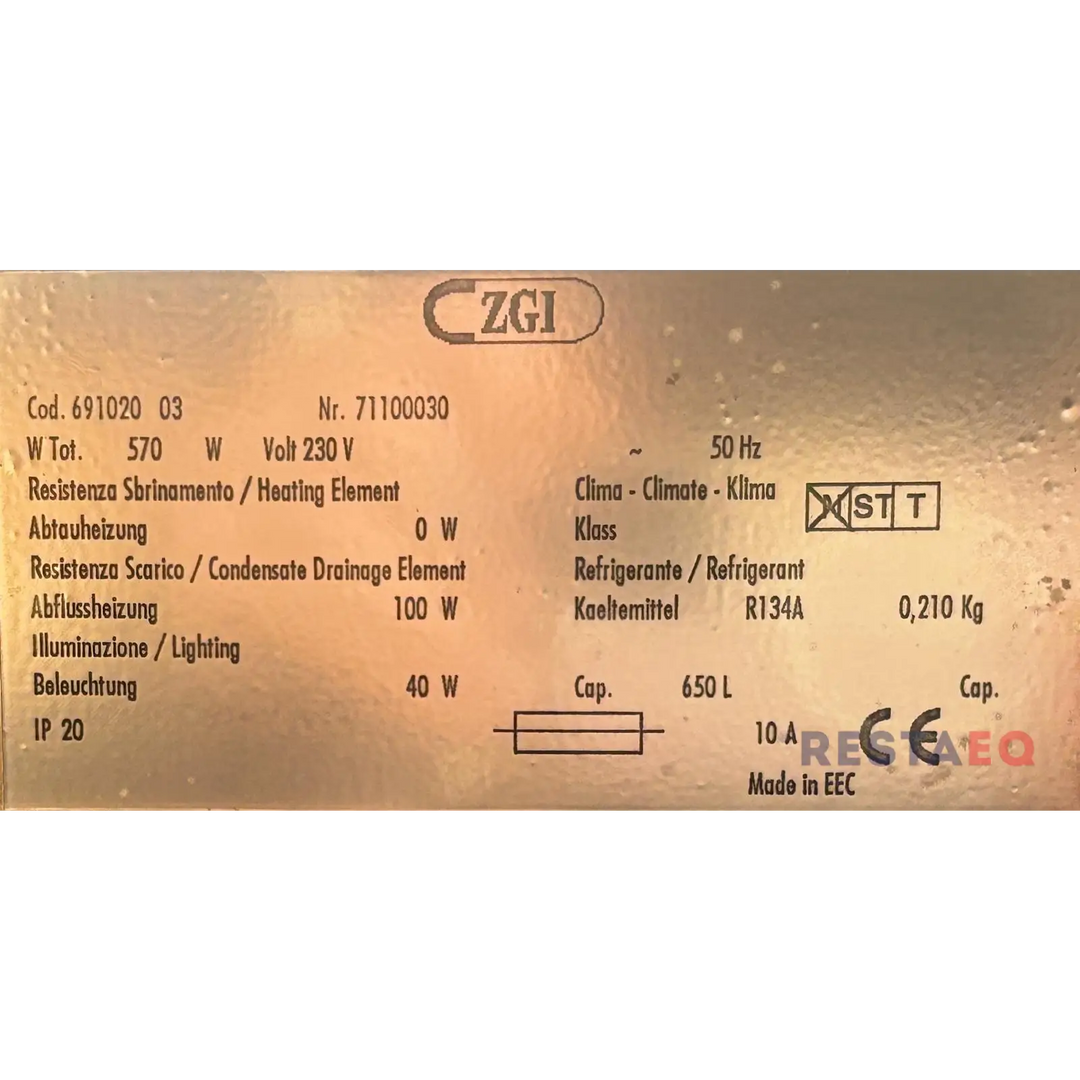 ZGI
Cod. 691020 03 Nr. 71100030
W Tot. 570 W Volt 230 V ~ 50 Hz
Resistenza Sbrinamento / Heating Element
Abtauheizung 0 W
Resistenza Scarico / Condensate Drainage Element
Abflussheizung 100 W
Illuminazione / Lighting
Beleuchtung 40 W
IP 20
Clima - Climate - Klima
Klass ST T
Refrigerante / Refrigerant
Kaeltemittel R134A 0,210 Kg
Cap. 650 L Cap.
10 A CE
RESTAEQ
Made in EEC